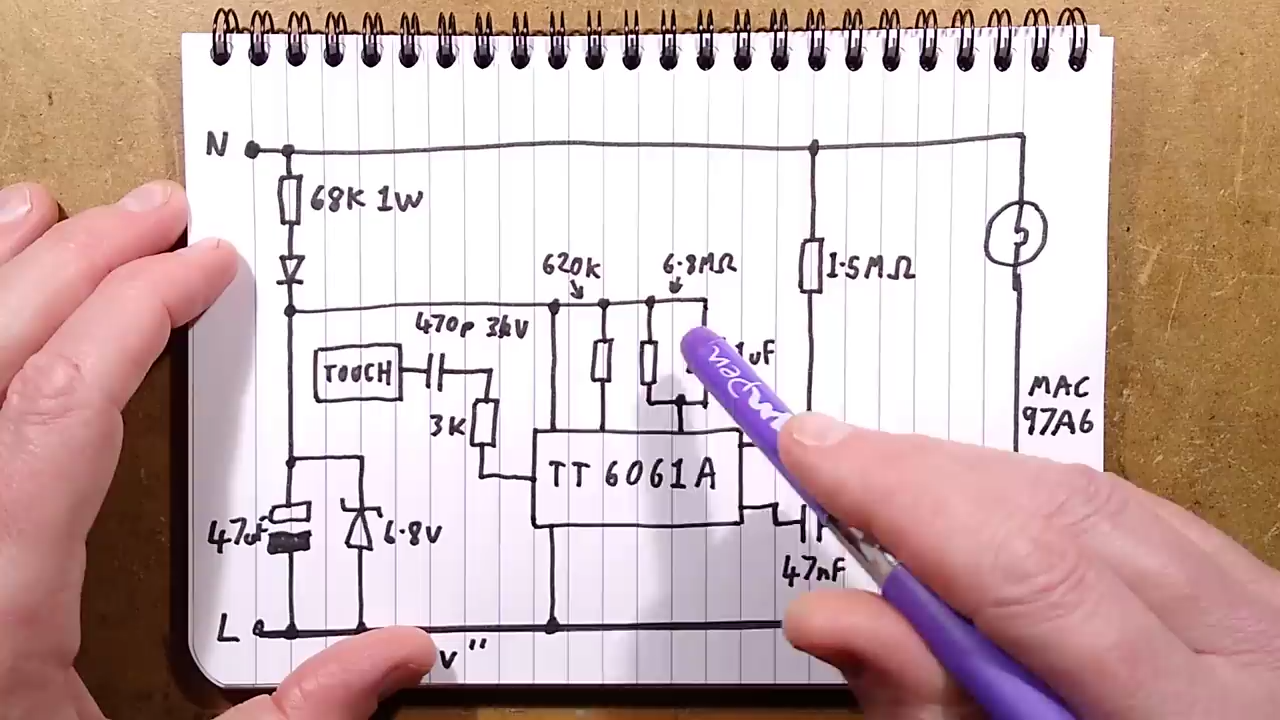 N
68K 1W
620K
6.8MΩ
1.5MΩ
470p 3kV
TOUCH
uF
3K
MAC
97A6
TT 6061A
47uF
6.8V
47nF
L
V"